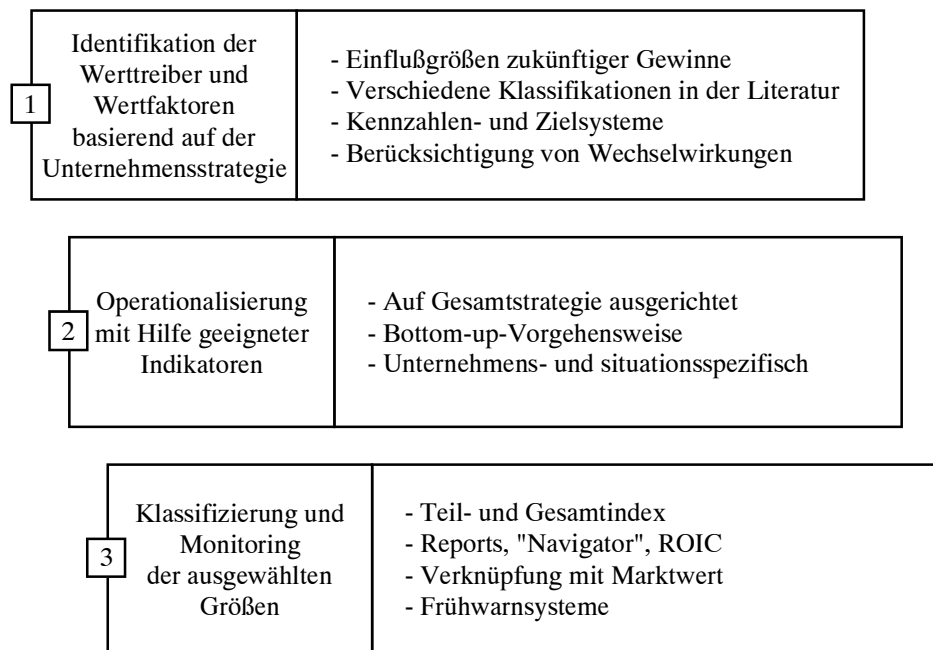 1
Identifikation der
Werttreiber und
Wertfaktoren
basierend auf der
Unternehmensstrategie
- Einflußgrößen zukünftiger Gewinne
- Verschiedene Klassifikationen in der Literatur
- Kennzahlen- und Zielsysteme
- Berücksichtigung von Wechselwirkungen
2
Operationalisierung
mit Hilfe geeigneter
Indikatoren
- Auf Gesamtstrategie ausgerichtet
- Bottom-up-Vorgehensweise
- Unternehmens- und situationsspezifisch
3
Klassifizierung und
Monitoring
der ausgewählten
Größen
- Teil- und Gesamtindex
- Reports, "Navigator", ROIC
- Verknüpfung mit Marktwert
- Frühwarnsysteme